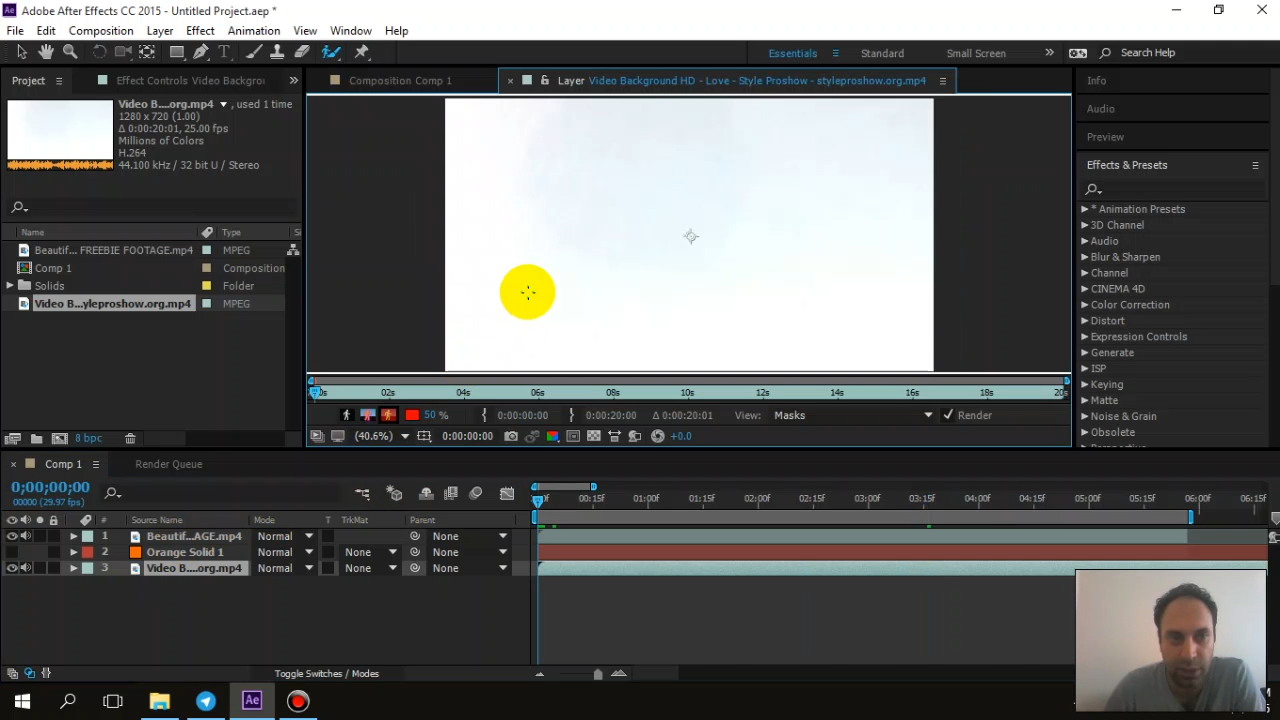 Adobe After Effects CC 2015 - Untitled Project.aep *
File Edit Composition Layer Effect Animation View Window Help
Essentials Standard Small Screen Search Help
Project Effect Controls Video Backgrou
Composition Comp 1
Layer Video Background HD - Love - Style Proshow - styleproshow.org.mp4
Video B....org.mp4 , used 1 time
1280 x 720 (1.00)
Δ 0:00:20:01, 25.00 fps
Millions of Colors
H.264
44.100 kHz / 32 bit U / Stereo
Name Type Si
Beautif... FREEBIE FOOTAGE.mp4 MPEG
Comp 1 Composition
Solids Folder
Video B...yleproshow.org.mp4 MPEG
8 bpc
02s 04s 06s 08s 10s 12s 14s 16s 18s 20s
50 % 0:00:00:00 0:00:20:00 Δ 0:00:20:01 View: Masks Render
(40.6%) 0:00:00:00 +0.0
Info
Audio
Preview
Effects & Presets
* Animation Presets
3D Channel
Audio
Blur & Sharpen
Channel
CINEMA 4D
Color Correction
Distort
Expression Controls
Generate
ISP
Keying
Matte
Noise & Grain
Obsolete
Comp 1 Render Queue
0;00;00;00
00000 (29.97 fps)
00:15f 01:00f 01:15f 02:00f 02:15f 03:00f 03:15f 04:00f 04:15f 05:00f 05:15f 06:00f 06:15f
# Source Name Mode T TrkMat Parent
1 Beautif...AGE.mp4 Normal None
2 Orange Solid 1 Normal None None
3 Video B....org.mp4 Normal None None
Toggle Switches / Modes
Ae